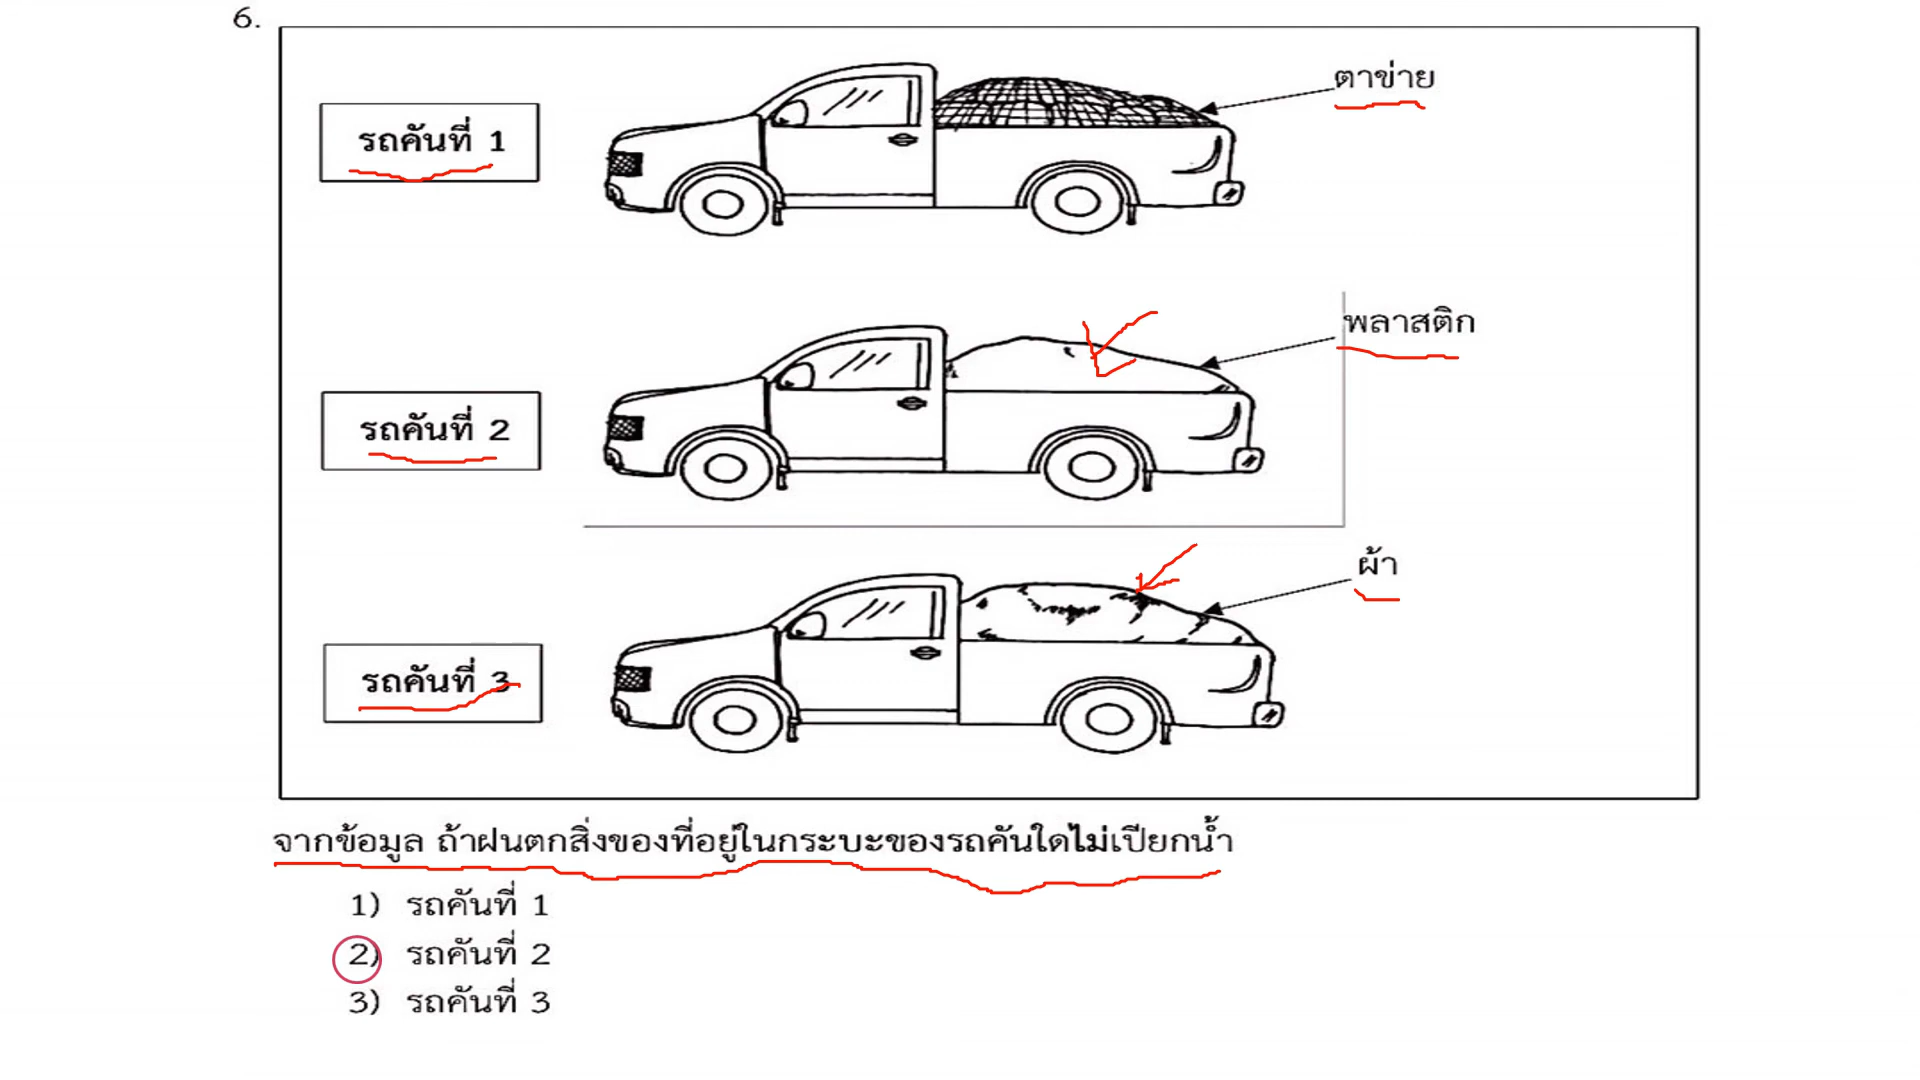 6.
ตาข่าย
รถคันที่ 1
พลาสติก
รถคันที่ 2
ผ้า
รถคันที่ 3
จากข้อมูล ถ้าฝนตกสิ่งของที่อยู่ในกระบะของรถคันใดไม่เปียกน้ำ
1) รถคันที่ 1
2) รถคันที่ 2
3) รถคันที่ 3